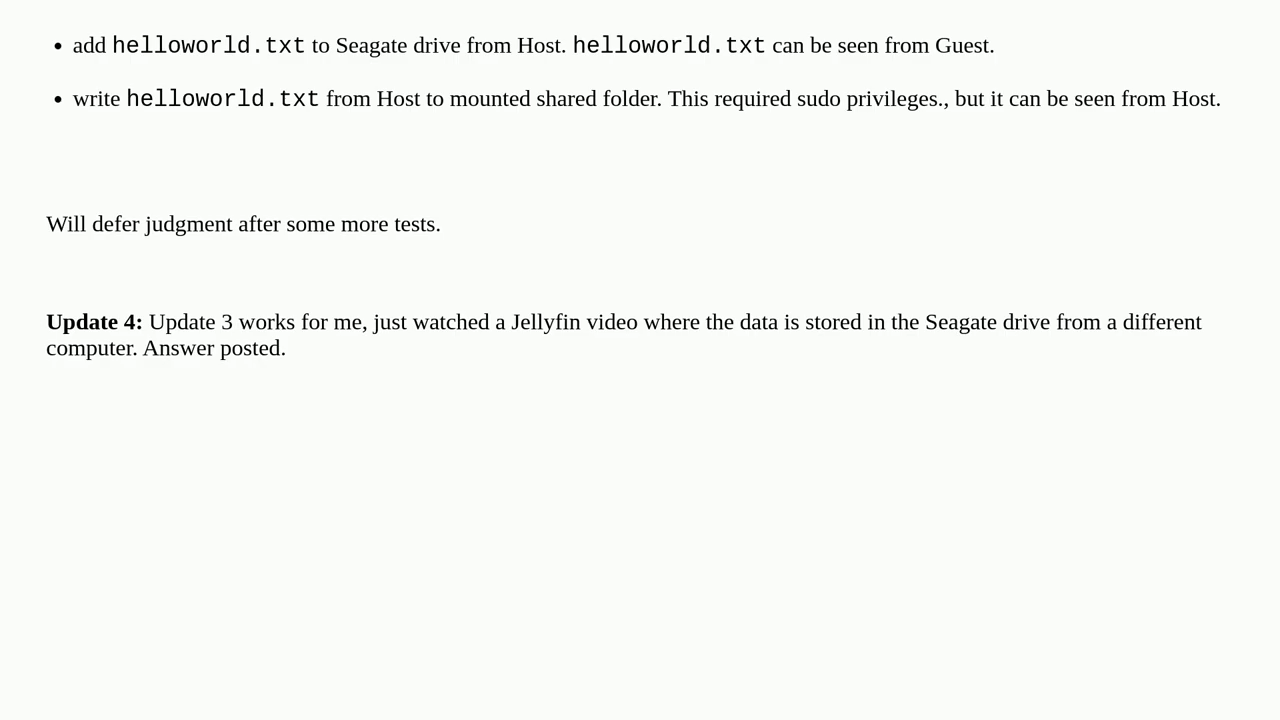 • add helloworld.txt to Seagate drive from Host. helloworld.txt can be seen from Guest.
• write helloworld.txt from Host to mounted shared folder. This required sudo privileges., but it can be seen from Host.
Will defer judgment after some more tests.
Update 4: Update 3 works for me, just watched a Jellyfin video where the data is stored in the Seagate drive from a different
computer. Answer posted.